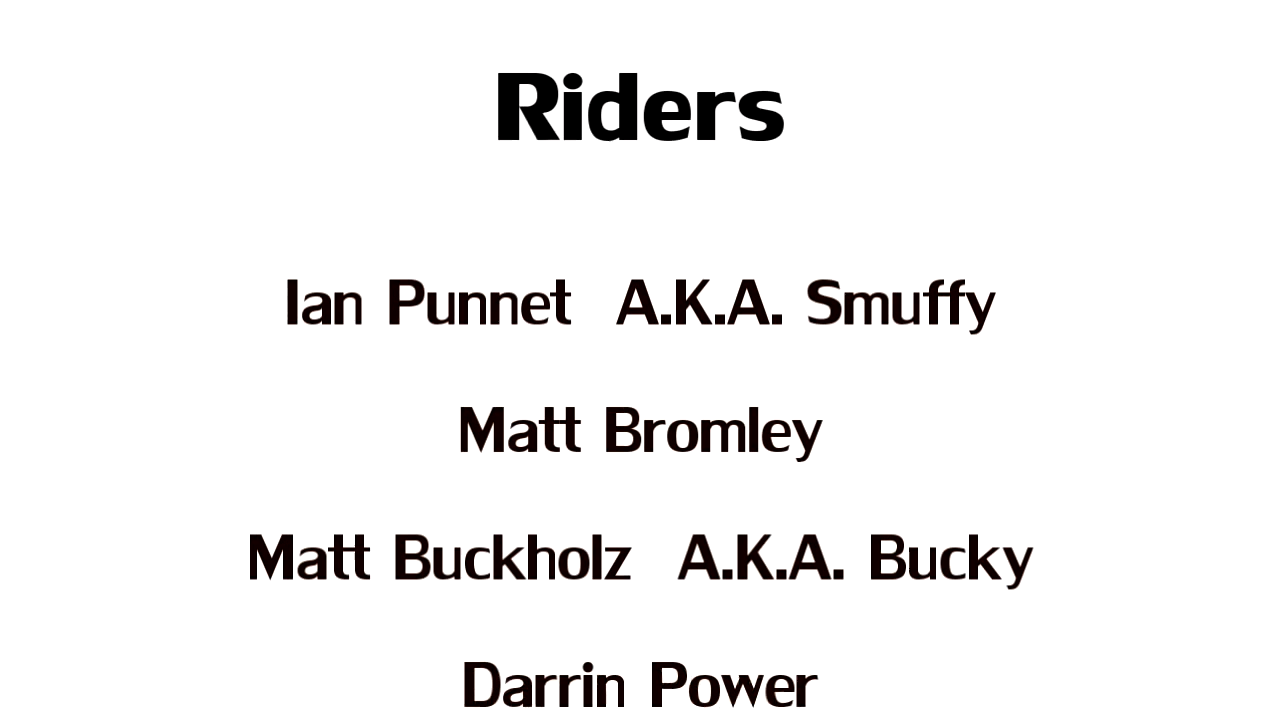 Riders
Ian Punnet A.K.A. Smuffy
Matt Bromley
Matt Buckholz A.K.A. Bucky
Darrin Power